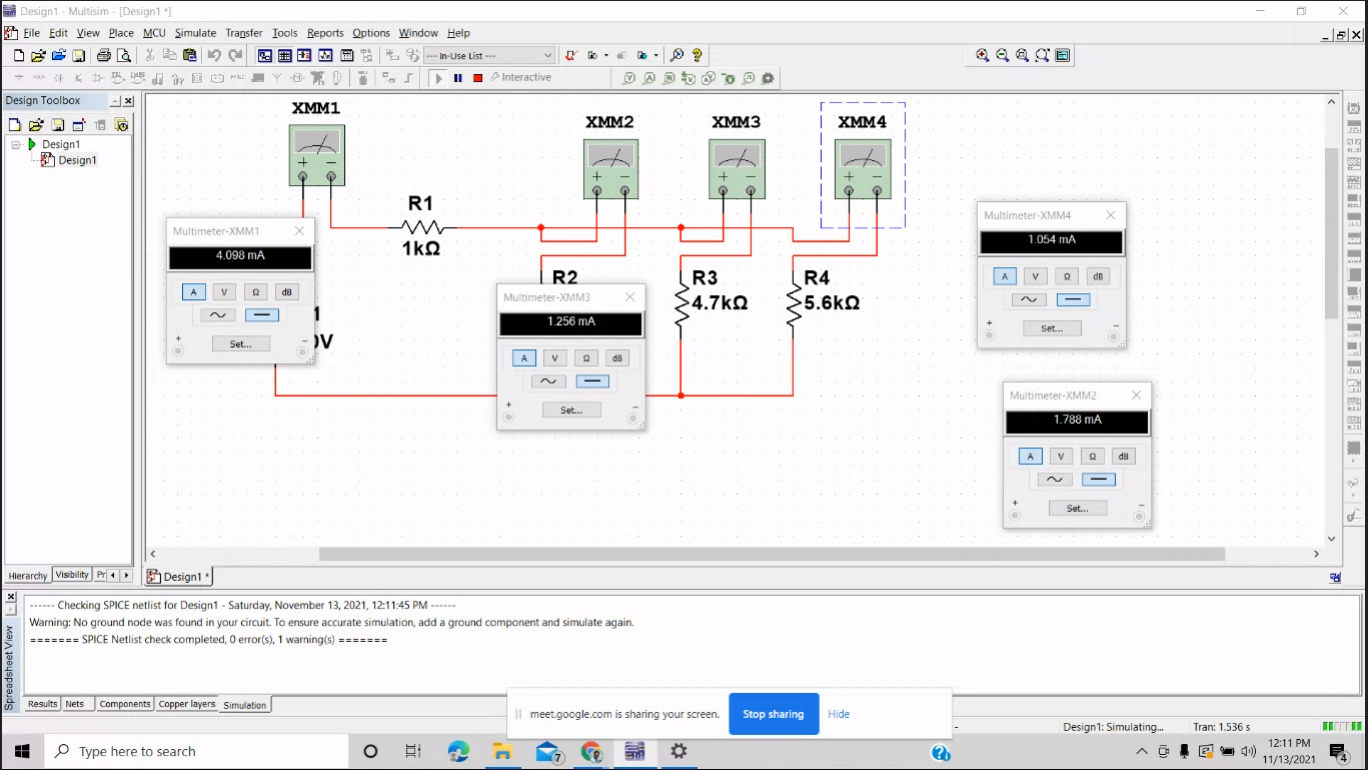 Design1 - Multisim - [Design1 *]
File Edit View Place MCU Simulate Transfer Tools Reports Options Window Help
--- In-Use List ---
Interactive
Design Toolbox
Design1
Design1
XMM1
XMM2
XMM3
XMM4
R1
1kΩ
R2
R3
4.7kΩ
R4
5.6kΩ
1
0V
Multimeter-XMM1
4.098 mA
A V Ω dB
Set...
+ −
Multimeter-XMM3
1.256 mA
A V Ω dB
Set...
+ −
Multimeter-XMM4
1.054 mA
A V Ω dB
Set...
+ −
Multimeter-XMM2
1.788 mA
A V Ω dB
Set...
+ −
Hierarchy Visibility Pr
Design1 *
Spreadsheet View
------ Checking SPICE netlist for Design1 - Saturday, November 13, 2021, 12:11:45 PM ------
Warning: No ground node was found in your circuit. To ensure accurate simulation, add a ground component and simulate again.
======= SPICE Netlist check completed, 0 error(s), 1 warning(s) =======
Results Nets Components Copper layers Simulation
meet.google.com is sharing your screen. Stop sharing Hide
Design1: Simulating... Tran: 1.536 s
Type here to search
7
12:11 PM
11/13/2021
4